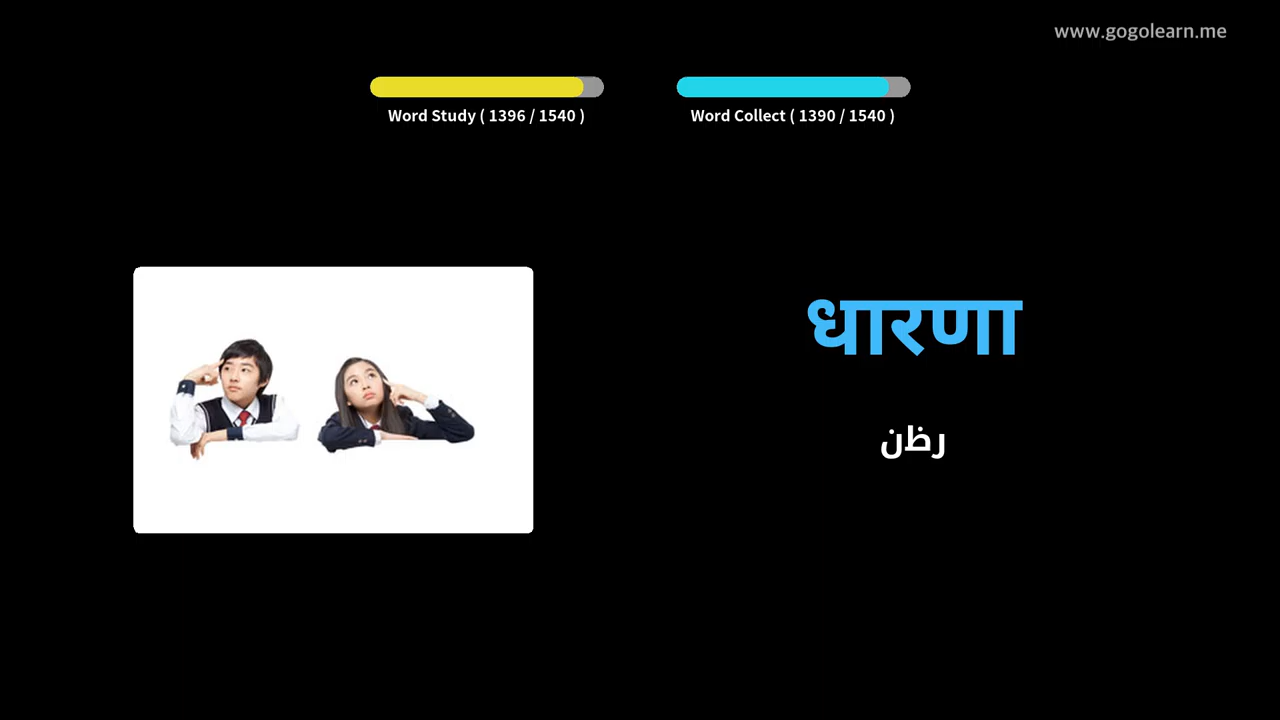 www.gogolearn.me
Word Study ( 1396 / 1540 )
Word Collect ( 1390 / 1540 )
धारणा
رظن